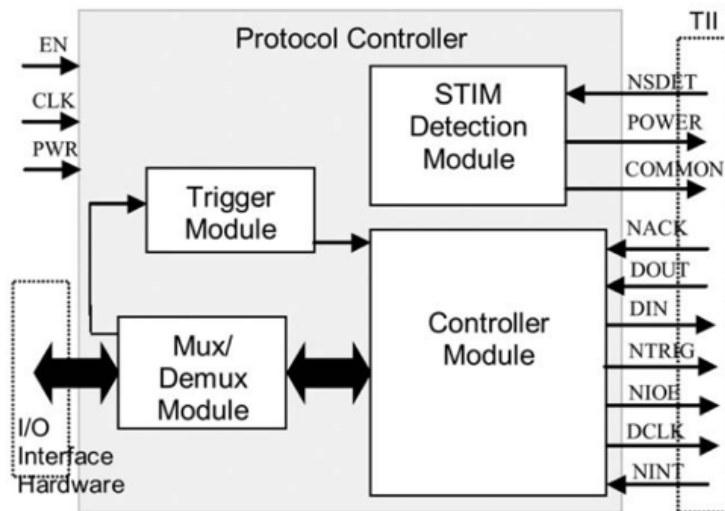 TII
Protocol Controller
EN
CLK
PWR
STIM
Detection
Module
NSDET
POWER
COMMON
Trigger
Module
NACK
DOUT
DIN
NTRIG
NIOE
DCLK
NINT
Controller
Module
Mux/
Demux
Module
I/O
Interface
Hardware